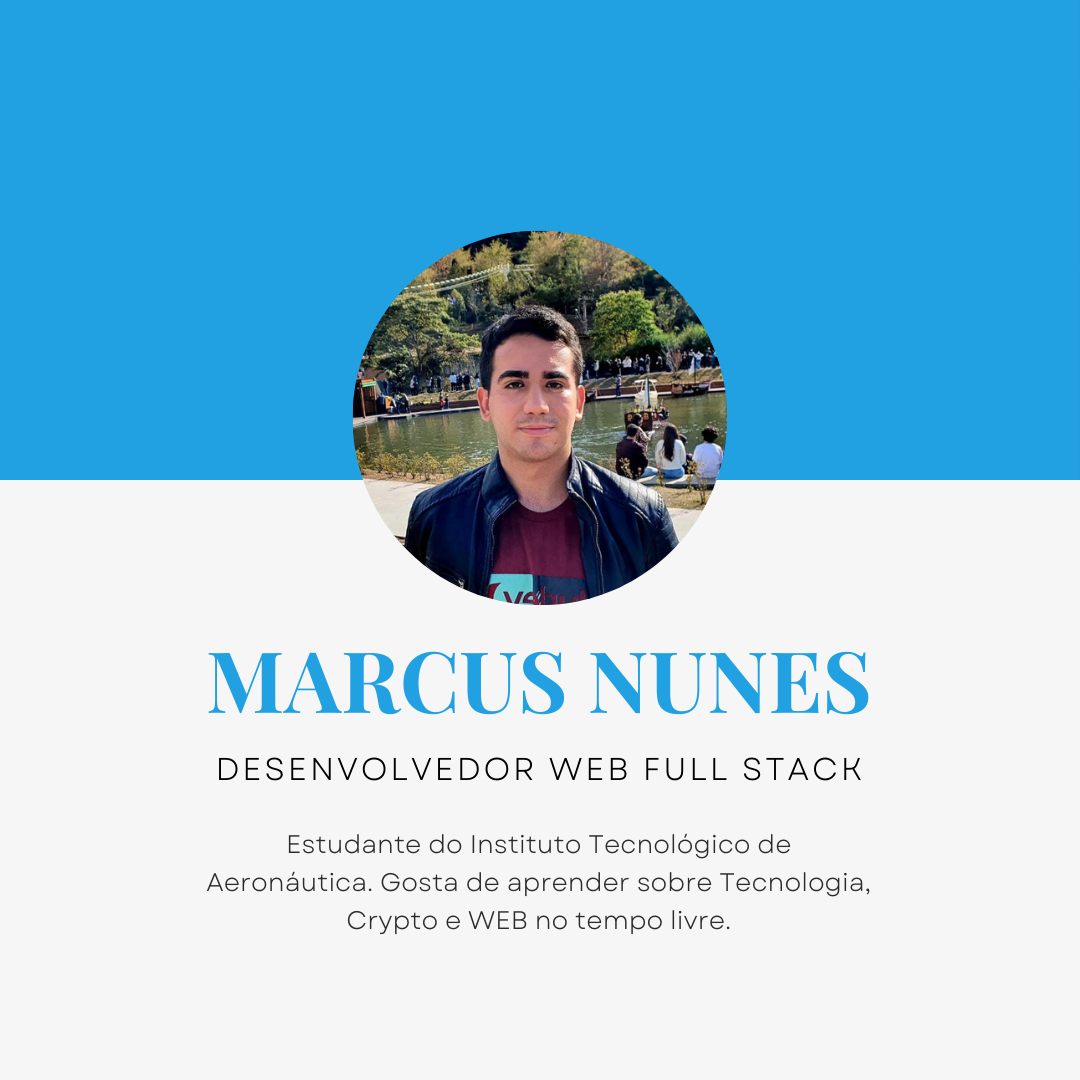 MARCUS NUNES
DESENVOLVEDOR WEB FULL STACK
Estudante do Instituto Tecnológico de
Aeronáutica. Gosta de aprender sobre Tecnologia,
Crypto e WEB no tempo livre.